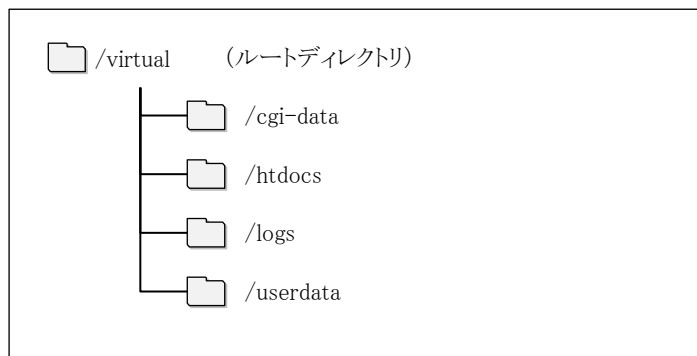 /virtual (ルートディレクトリ)
/cgi-data
/htdocs
/logs
/userdata